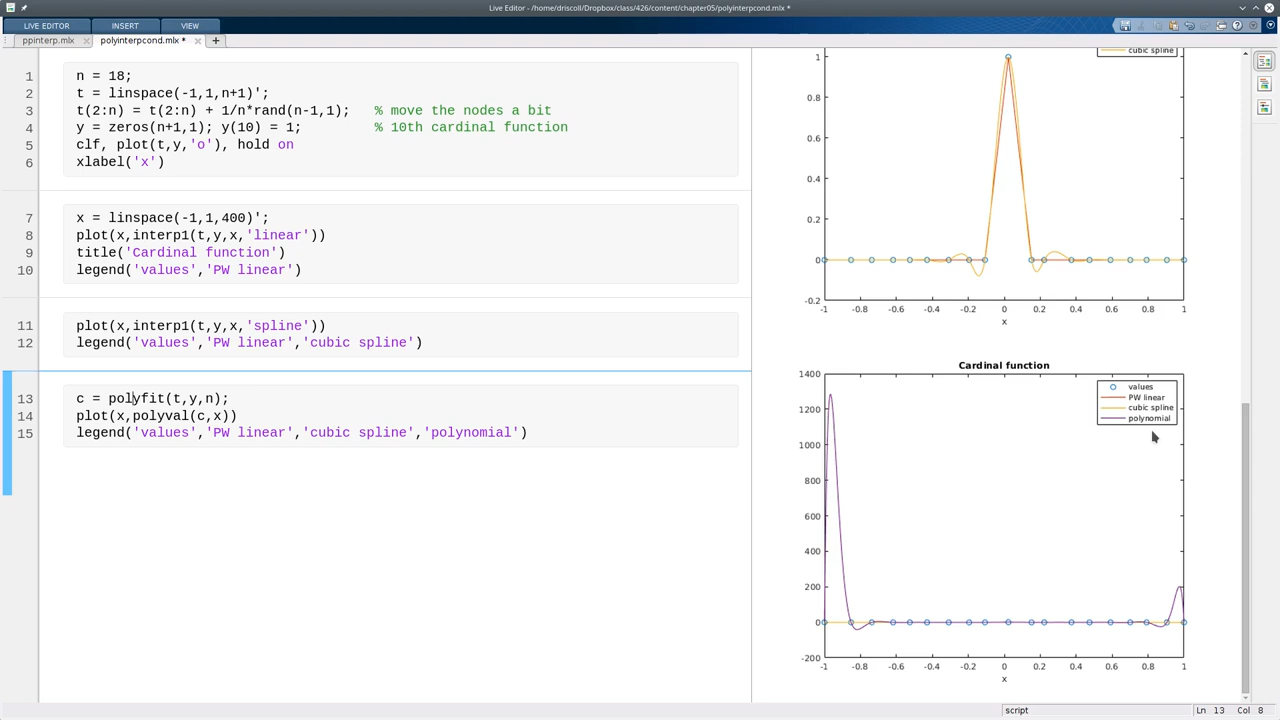 Live Editor - /home/driscoll/Dropbox/class/426/content/chapter05/polyinterpcond.mlx *
LIVE EDITOR INSERT VIEW
ppinterp.mlx polyinterpcond.mlx *
1 n = 18;
2 t = linspace(-1,1,n+1)';
3 t(2:n) = t(2:n) + 1/n*rand(n-1,1); % move the nodes a bit
4 y = zeros(n+1,1); y(10) = 1; % 10th cardinal function
5 clf, plot(t,y,'o'), hold on
6 xlabel('x')
7 x = linspace(-1,1,400)';
8 plot(x,interp1(t,y,x,'linear'))
9 title('Cardinal function')
10 legend('values','PW linear')
11 plot(x,interp1(t,y,x,'spline'))
12 legend('values','PW linear','cubic spline')
13 c = polyfit(t,y,n);
14 plot(x,polyval(c,x))
15 legend('values','PW linear','cubic spline','polynomial')
cubic spline
1
0.8
0.6
0.4
0.2
0
-0.2
-1 -0.8 -0.6 -0.4 -0.2 0 0.2 0.4 0.6 0.8 1
x
Cardinal function
1400
1200
1000
800
600
400
200
0
-200
values
PW linear
cubic spline
polynomial
-1 -0.8 -0.6 -0.4 -0.2 0 0.2 0.4 0.6 0.8 1
x
script Ln 13 Col 8